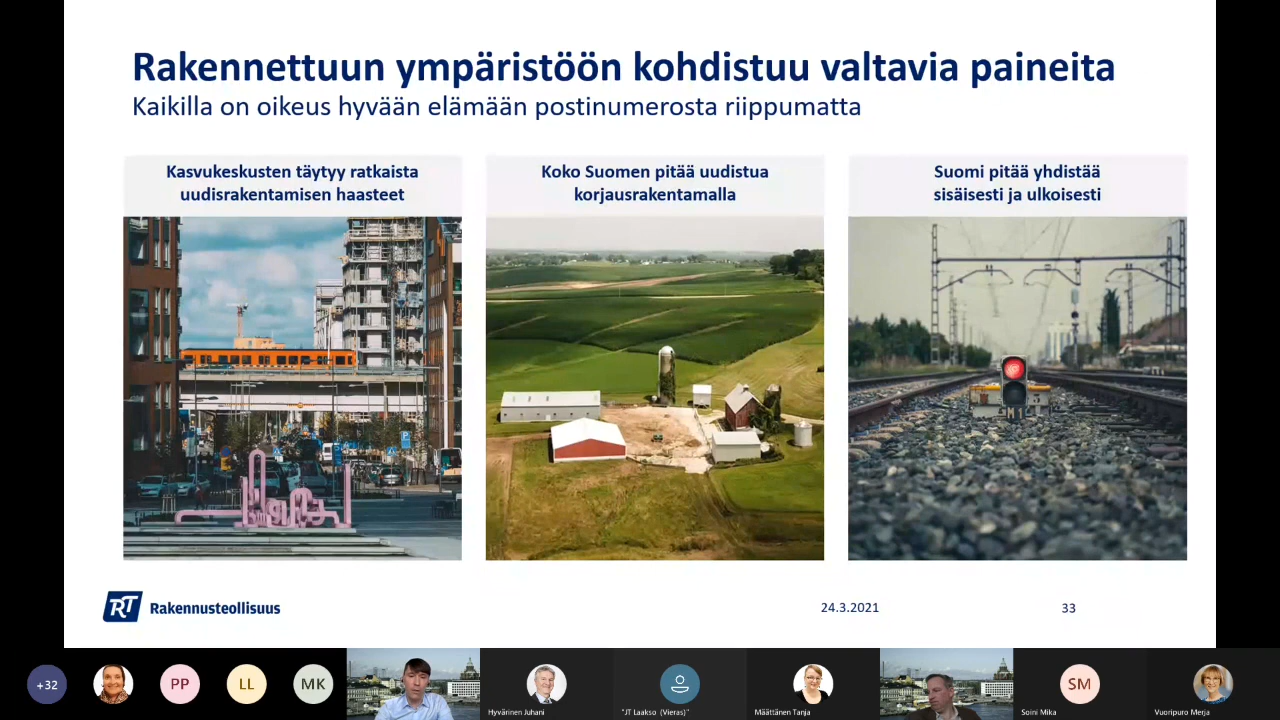 Rakennettuun ympäristöön kohdistuu valtavia paineita
Kaikilla on oikeus hyvään elämään postinumerosta riippumatta
Kasvukeskusten täytyy ratkaista
uudisrakentamisen haasteet
Koko Suomen pitää uudistua
korjausrakentamalla
Suomi pitää yhdistää
sisäisesti ja ulkoisesti
M 1
RT Rakennusteollisuus
24.3.2021
33
+32
PP
LL
MK
Hyvärinen Juhani
"JT Laakso (Vieras)"
Määttänen Tanja
SM
Soini Mika
Vuoripuro Merja